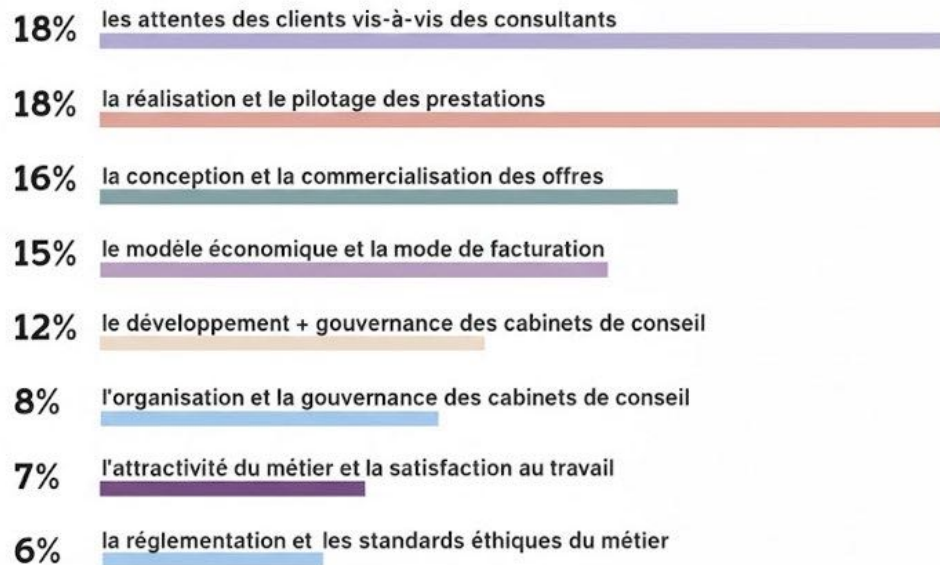 18% les attentes des clients vis-à-vis des consultants
18% la réalisation et le pilotage des prestations
16% la conception et la commercialisation des offres
15% le modèle économique et la mode de facturation
12% le développement + gouvernance des cabinets de conseil
8% l'organisation et la gouvernance des cabinets de conseil
7% l'attractivité du métier et la satisfaction au travail
6% la réglementation et les standards éthiques du métier